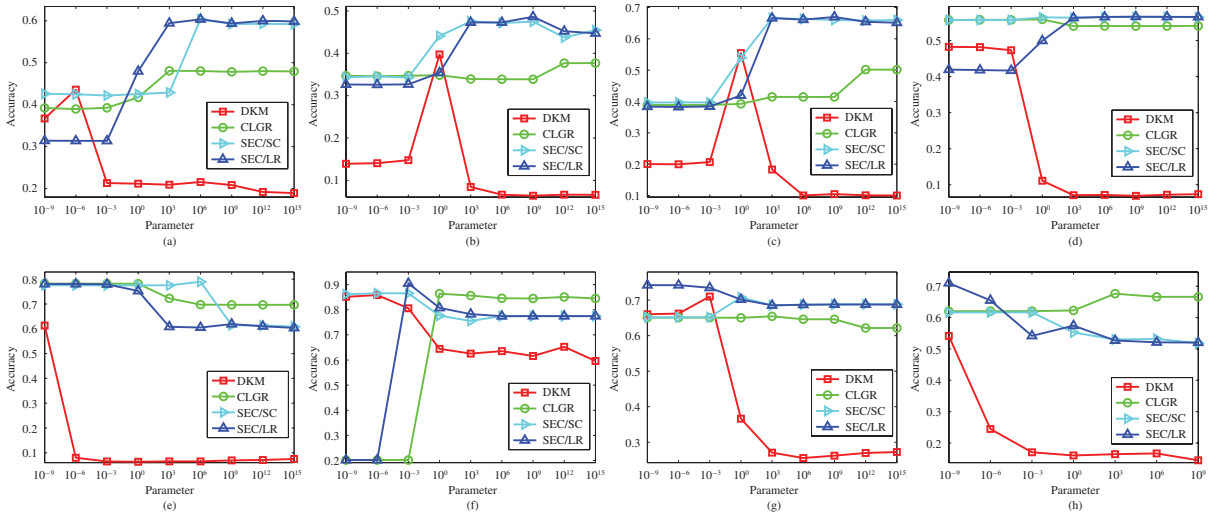 0.6
0.5
0.4
0.3
0.2
Accuracy
DKM
CLGR
SEC/SC
SEC/LR
10⁻⁹ 10⁻⁶ 10⁻³ 10⁰ 10³ 10⁶ 10⁹ 10¹² 10¹⁵
Parameter
(a)
0.5
0.4
0.3
0.2
0.1
Accuracy
DKM
CLGR
SEC/SC
SEC/LR
10⁻⁹ 10⁻⁶ 10⁻³ 10⁰ 10³ 10⁶ 10⁹ 10¹² 10¹⁵
Parameter
(b)
0.7
0.6
0.5
0.4
0.3
0.2
0.1
Accuracy
DKM
CLGR
SEC/SC
SEC/LR
10⁻⁹ 10⁻⁶ 10⁻³ 10⁰ 10³ 10⁶ 10⁹ 10¹² 10¹⁵
Parameter
(c)
0.5
0.4
0.3
0.2
0.1
Accuracy
DKM
CLGR
SEC/SC
SEC/LR
10⁻⁹ 10⁻⁶ 10⁻³ 10⁰ 10³ 10⁶ 10⁹ 10¹² 10¹⁵
Parameter
(d)
0.8
0.7
0.6
0.5
0.4
0.3
0.2
0.1
Accuracy
DKM
CLGR
SEC/SC
SEC/LR
10⁻⁹ 10⁻⁶ 10⁻³ 10⁰ 10³ 10⁶ 10⁹ 10¹² 10¹⁵
Parameter
(e)
0.9
0.8
0.7
0.6
0.5
0.4
0.3
0.2
Accuracy
DKM
CLGR
SEC/SC
SEC/LR
10⁻⁹ 10⁻⁶ 10⁻³ 10⁰ 10³ 10⁶ 10⁹ 10¹² 10¹⁵
Parameter
(f)
0.7
0.6
0.5
0.4
0.3
Accuracy
DKM
CLGR
SEC/SC
SEC/LR
10⁻⁹ 10⁻⁶ 10⁻³ 10⁰ 10³ 10⁶ 10⁹ 10¹² 10¹⁵
Parameter
(g)
0.7
0.6
0.5
0.4
0.3
0.2
Accuracy
DKM
CLGR
SEC/SC
SEC/LR
10⁻⁹ 10⁻⁶ 10⁻³ 10⁰ 10³ 10⁶ 10⁹
Parameter
(h)